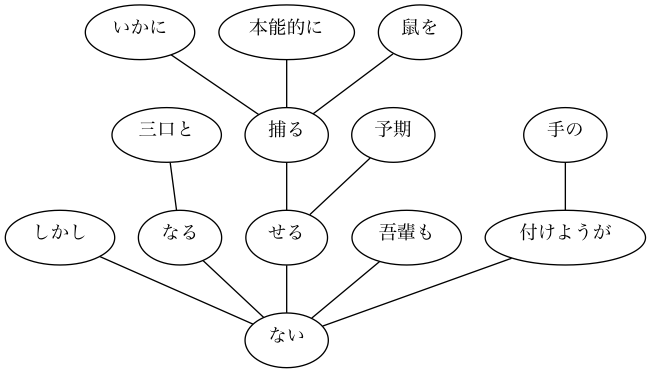 いかに 本能的に 鼠を
三口と 捕る 予期 手の
しかし なる せる 吾輩も 付けようが
ない